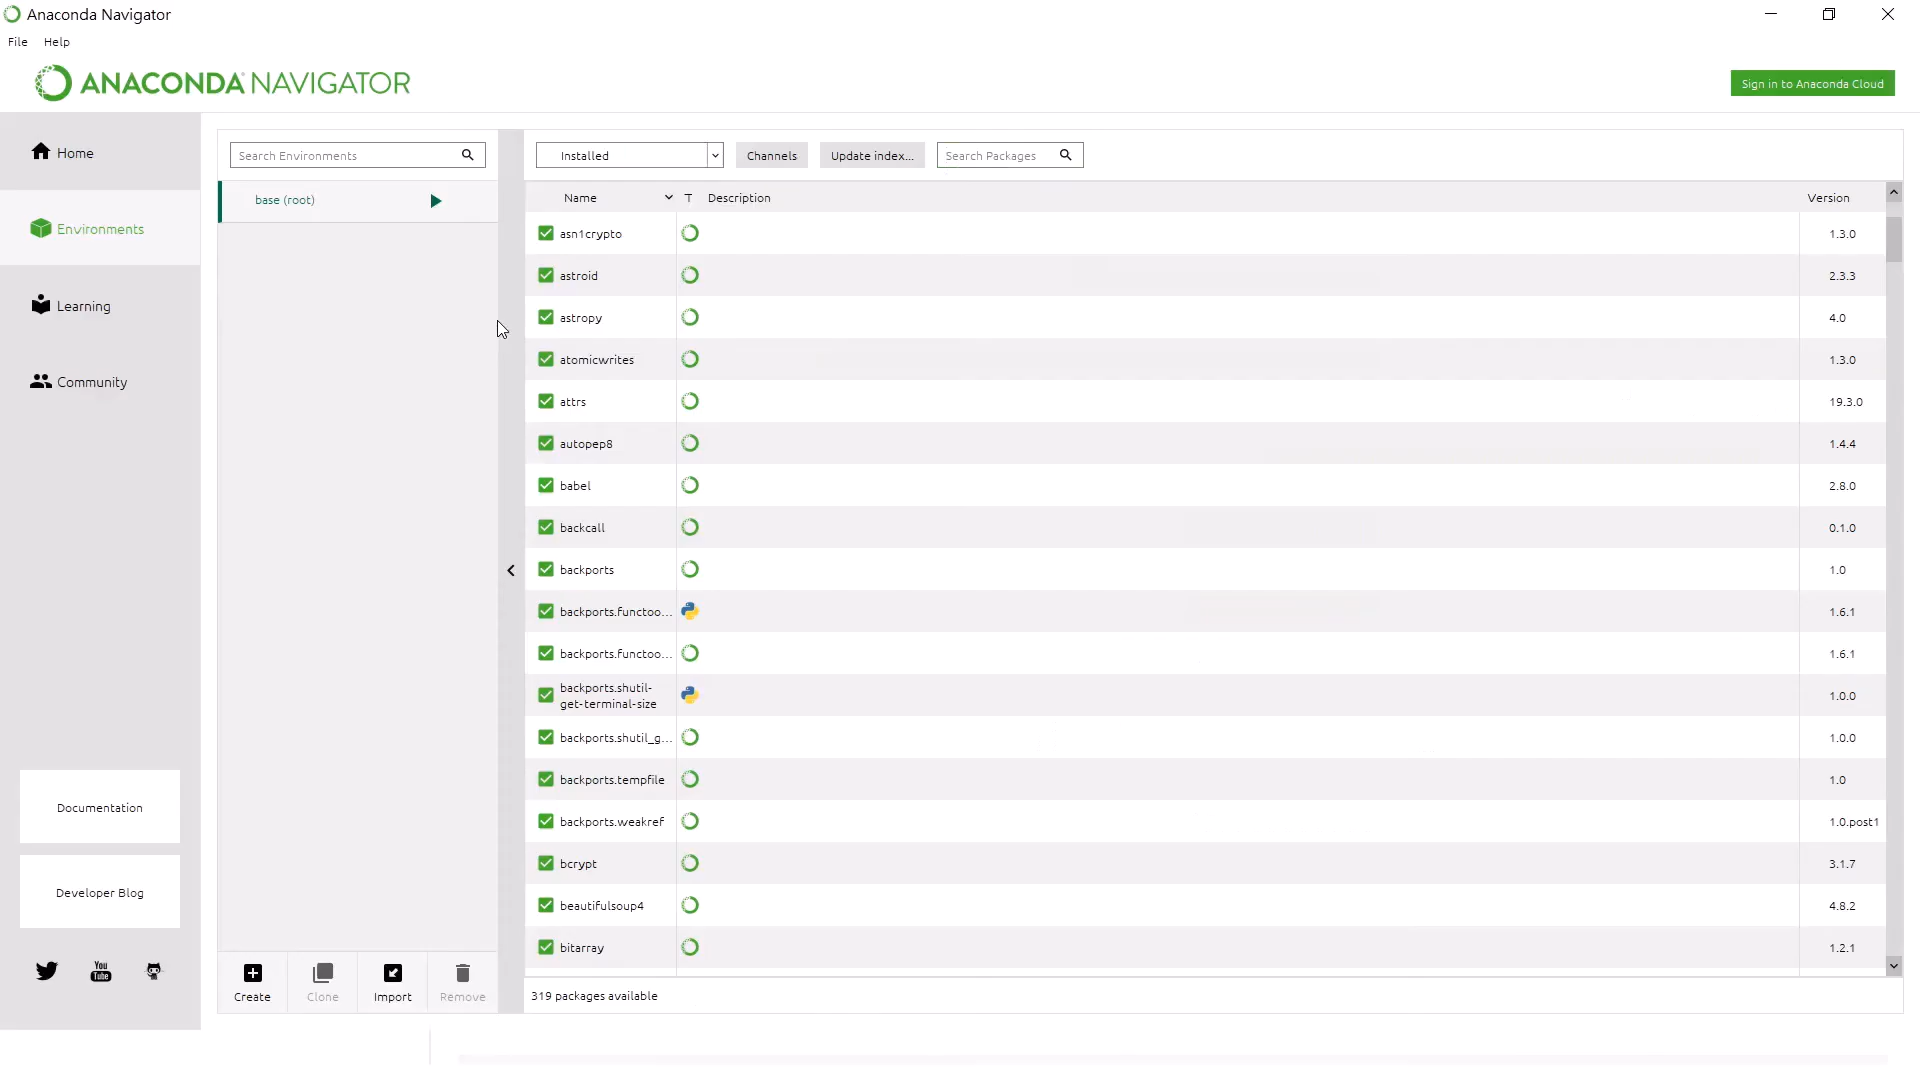 Anaconda Navigator
File Help
ANACONDA NAVIGATOR
Sign in to Anaconda Cloud
Home
Environments
Learning
Community
Documentation
Developer Blog
You
Tube
Search Environments
base (root)
Create Clone Import Remove
Installed Channels Update index... Search Packages
Name T Description Version
asn1crypto 1.3.0
astroid 2.3.3
astropy 4.0
atomicwrites 1.3.0
attrs 19.3.0
autopep8 1.4.4
babel 2.8.0
backcall 0.1.0
backports 1.0
backports.functoo... 1.6.1
backports.functoo... 1.6.1
backports.shutil-
get-terminal-size 1.0.0
backports.shutil_g... 1.0.0
backports.tempfile 1.0
backports.weakref 1.0.post1
bcrypt 3.1.7
beautifulsoup4 4.8.2
bitarray 1.2.1
319 packages available